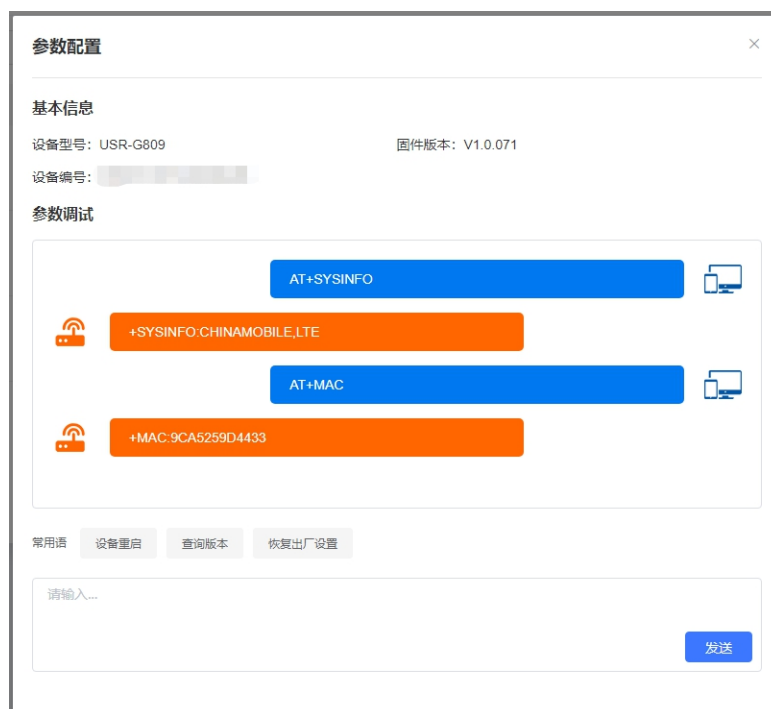 参数配置
基本信息
设备型号：USR-G809 固件版本：V1.0.071
设备编号：
参数调试
AT+SYSINFO
+SYSINFO:CHINAMOBILE,LTE
AT+MAC
+MAC:9CA5259D4433
常用语 设备重启 查询版本 恢复出厂设置
请输入...
发送